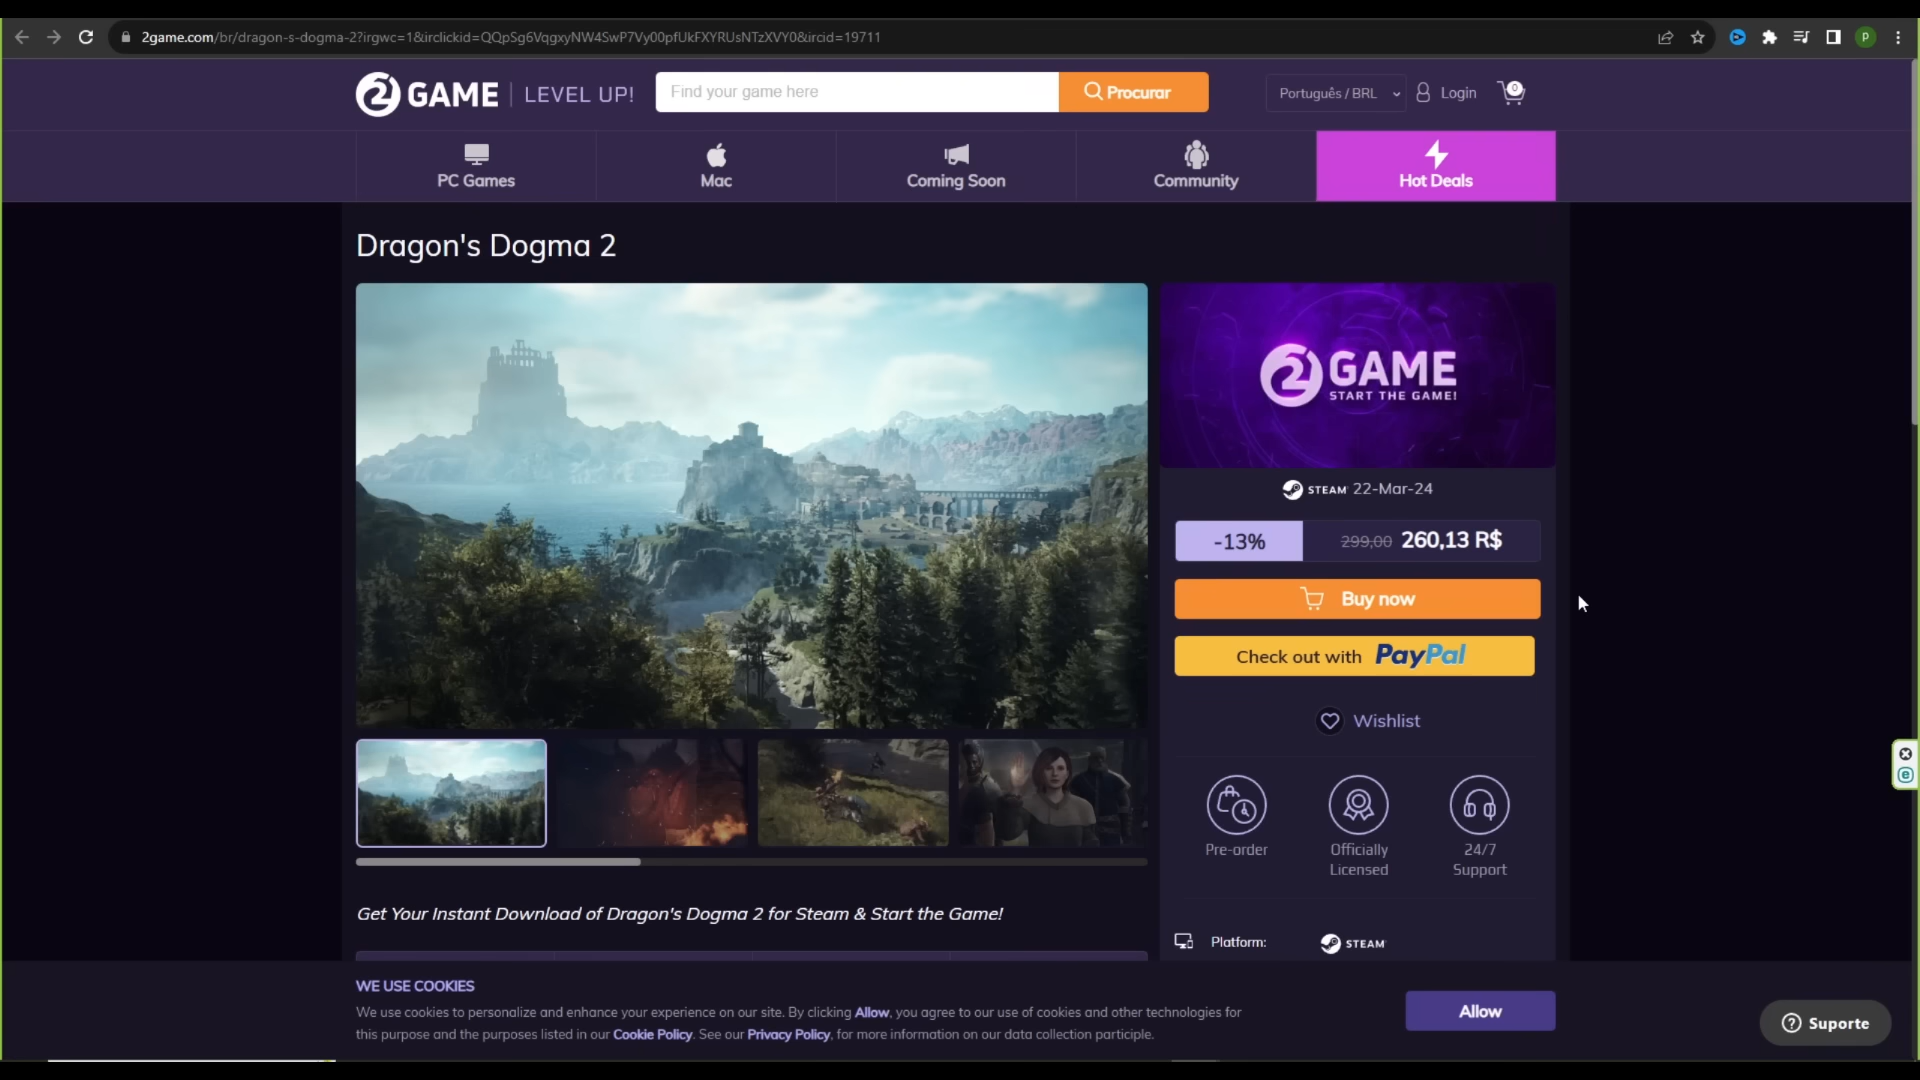 2game.com/br/dragon-s-dogma-2?irgwc=1&irclickid=QQpSg6VqgxyNW4SwP7Vy00pfUkFXYRUsNTzXVY0&ircid=19711
P
2 GAME | LEVEL UP!
Find your game here
Procurar
Português / BRL
Login
0
PC Games
Mac
Coming Soon
Community
Hot Deals
Dragon's Dogma 2
2 GAME
START THE GAME!
STEAM 22-Mar-24
-13%
299,00 260,13 R$
Buy now
Check out with PayPal
Wishlist
Pre-order
Officially
Licensed
24/7
Support
Get Your Instant Download of Dragon's Dogma 2 for Steam & Start the Game!
Platform:
STEAM
WE USE COOKIES
We use cookies to personalize and enhance your experience on our site. By clicking Allow, you agree to our use of cookies and other technologies for
this purpose and the purposes listed in our Cookie Policy. See our Privacy Policy, for more information on our data collection participle.
Allow
Suporte